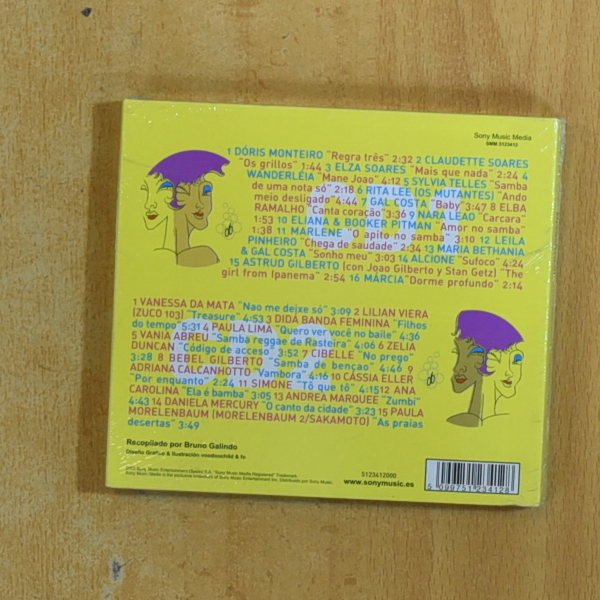 Sony Music Media
SMM 5123412
1 DÓRIS MONTEIRO "Regra três" 2:32 2 CLAUDETTE SOARES
"Os grillos" 1:44 3 ELZA SOARES "Mais que nada" 2:24 4
WANDERLÉIA "Mane Joao" 4:12 5 SYLVIA TELLES "Samba
de uma nota só" 2:18 6 RITA LEE (OS MUTANTES) "Ando
meio desligado" 4:44 7 GAL COSTA "Baby" 3:47 8 ELBA
RAMALHO "Canta coração" 3:36 9 NARA LEAO "Carcara"
1:53 10 ELIANA & BOOKER PITMAN "Amor no samba"
1:38 11 MARLENE "O apito no samba" 3:10 12 LEILA
PINHEIRO "Chega de saudade" 2:34 13 MARIA BETHANIA
& GAL COSTA "Sonho meu" 3:03 14 ALCIONE "Sufoco" 4:24
15 ASTRUD GILBERTO (con Joao Gilberto y Stan Getz) "The
girl from Ipanema" 2:54 16 MÁRCIA "Dorme profundo" 2:14
1 VANESSA DA MATA "Nao me deixe só" 3:09 2 LILIAN VIERA
[ZUCO 103] "Treasure" 4:53 3 DIDÁ BANDA FEMININA "Filhos
do tempo" 5:31 4 PAULA LIMA "Quero ver você no baile" 4:36
5 VANIA ABREU "Samba reggae de Rasteira" 4:06 6 ZELIA
DUNCAN "Código de acceso" 3:52 7 CIBELLE "No prego"
3:28 8 BEBEL GILBERTO "Samba de bençao" 4:46 9
ADRIANA CALCANHOTTO "Vambora" 4:16 10 CÁSSIA ELLER
"Por enquanto" 2:24 11 SIMONE "Tô que tô" 4:15 12 ANA
CAROLINA "Ela é bamba" 3:05 13 ANDREA MARQUEE "Zumbi"
4:43 14 DANIELA MERCURY "O canto da cidade" 3:23 15 PAULA
MORELENBAUM (MORELENBAUM 2/SAKAMOTO) "As praias
desertas" 3:49
Recopilado por Bruno Galindo
Diseño Gráfico & Ilustración voodoochild & fo
5123412000
www.sonymusic.es
5 099751 234128